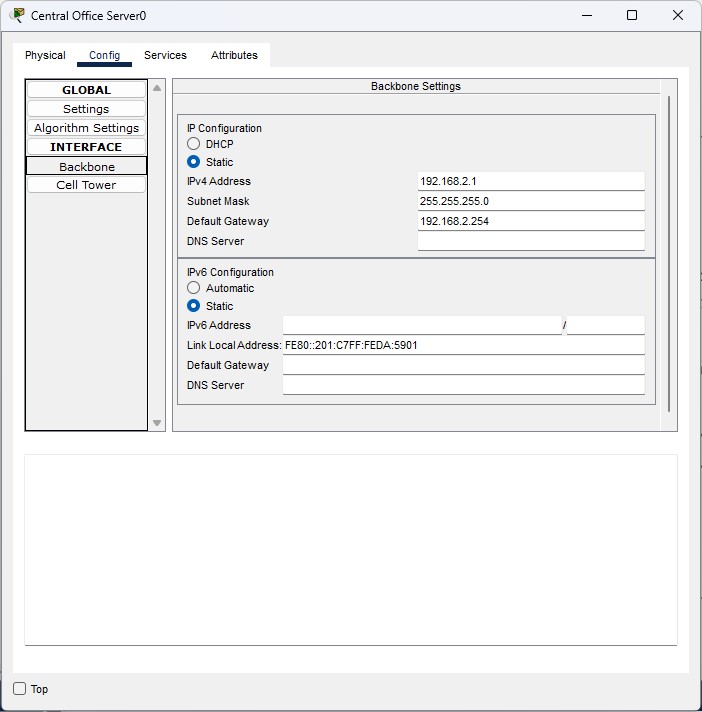 Central Office Server0
Physical Config Services Attributes
GLOBAL
Settings
Algorithm Settings
INTERFACE
Backbone
Cell Tower
Backbone Settings
IP Configuration
DHCP
Static
IPv4 Address 192.168.2.1
Subnet Mask 255.255.255.0
Default Gateway 192.168.2.254
DNS Server
IPv6 Configuration
Automatic
Static
IPv6 Address /
Link Local Address: FE80::201:C7FF:FEDA:5901
Default Gateway
DNS Server
Top